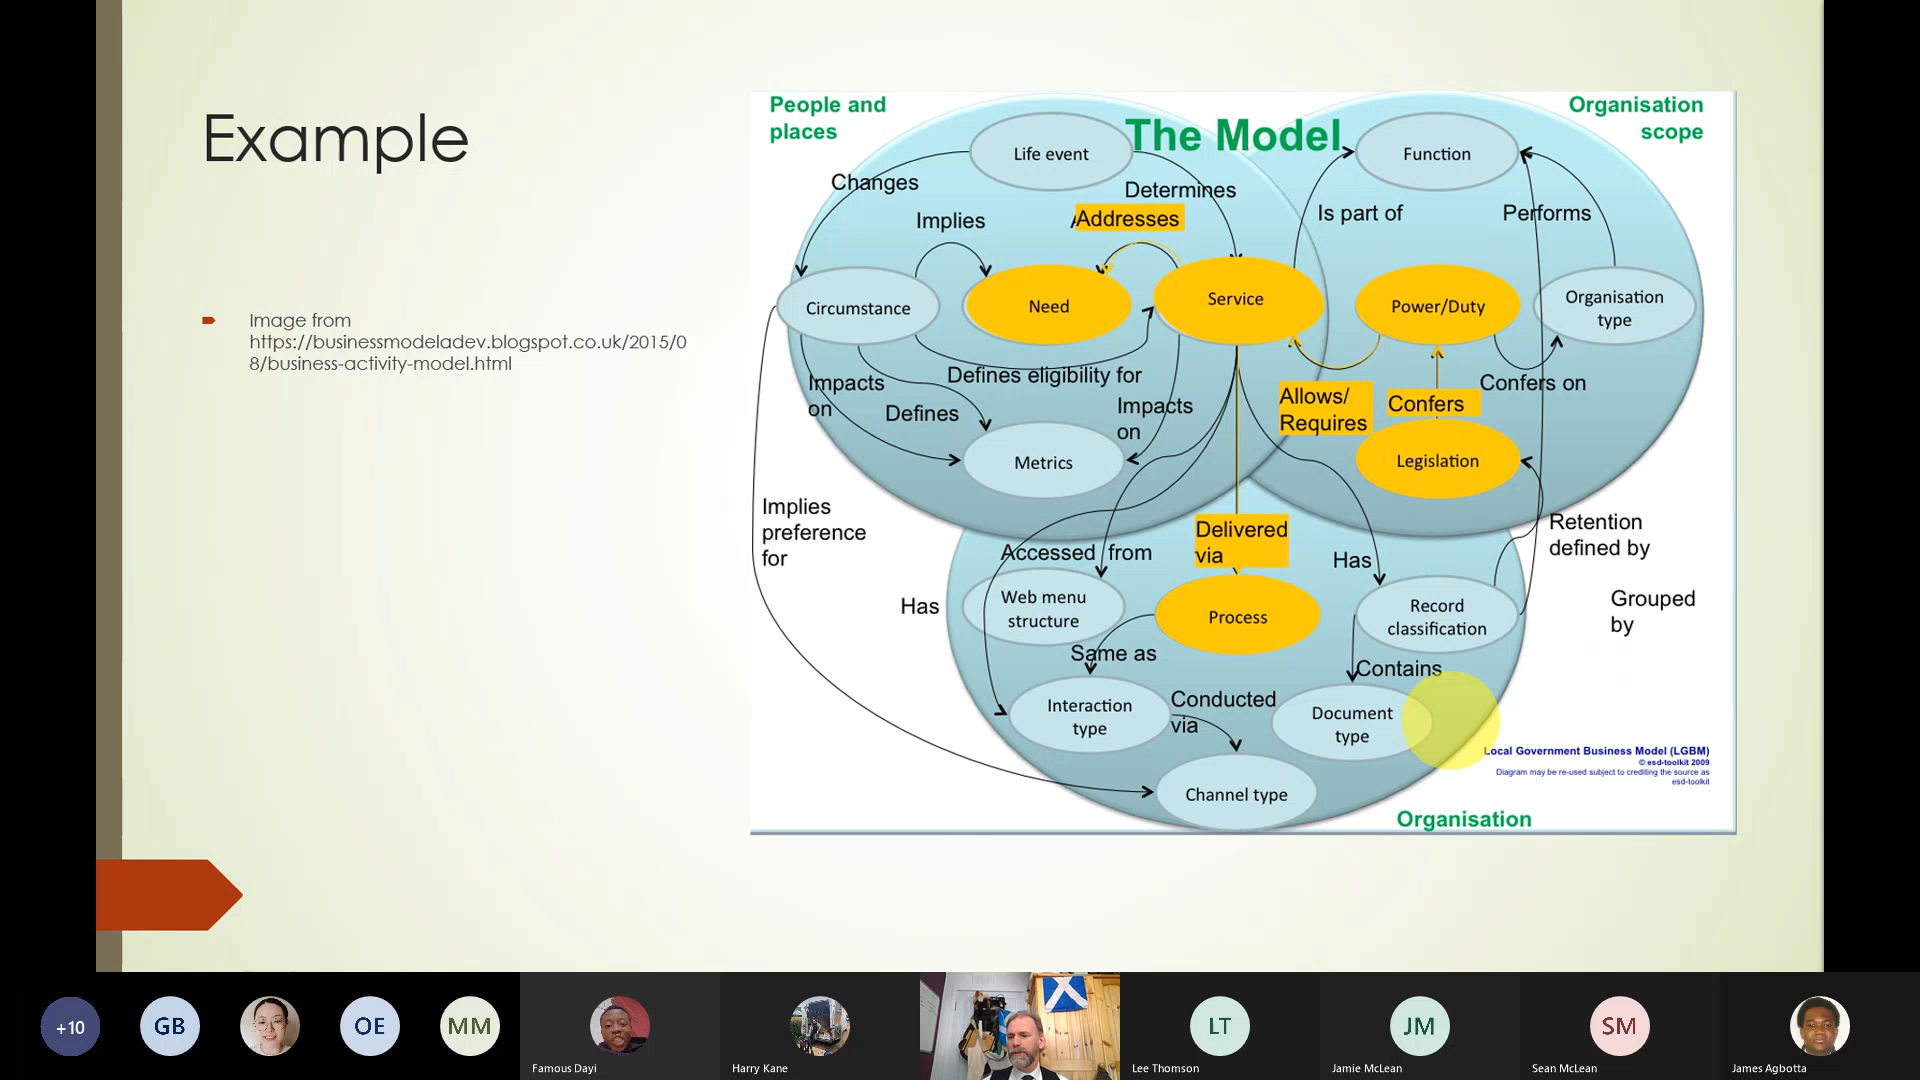 Example
Image from
https://businessmodeladev.blogspot.co.uk/2015/0
8/business-activity-model.html
People and
places
The Model
Organisation
scope
Life event
Function
Changes
Determines
Implies
Addresses
Is part of
Performs
Circumstance
Need
Service
Power/Duty
Organisation
type
Impacts
on
Defines eligibility for
Defines
Impacts
on
Allows/
Requires
Confers
Confers on
Metrics
Legislation
Implies
preference
for
Accessed from
Delivered
via
Has
Retention
defined by
Has
Web menu
structure
Process
Record
classification
Grouped
by
Same as
Contains
Interaction
type
Conducted
via
Document
type
Channel type
Local Government Business Model (LGBM)
© esd-toolkit 2009
Diagram may be re-used subject to crediting the source as
esd-toolkit
Organisation
+10
GB
OE
MM
LT
JM
SM
Famous Dayi
Harry Kane
Lee Thomson
Jamie McLean
Sean McLean
James Agbotta